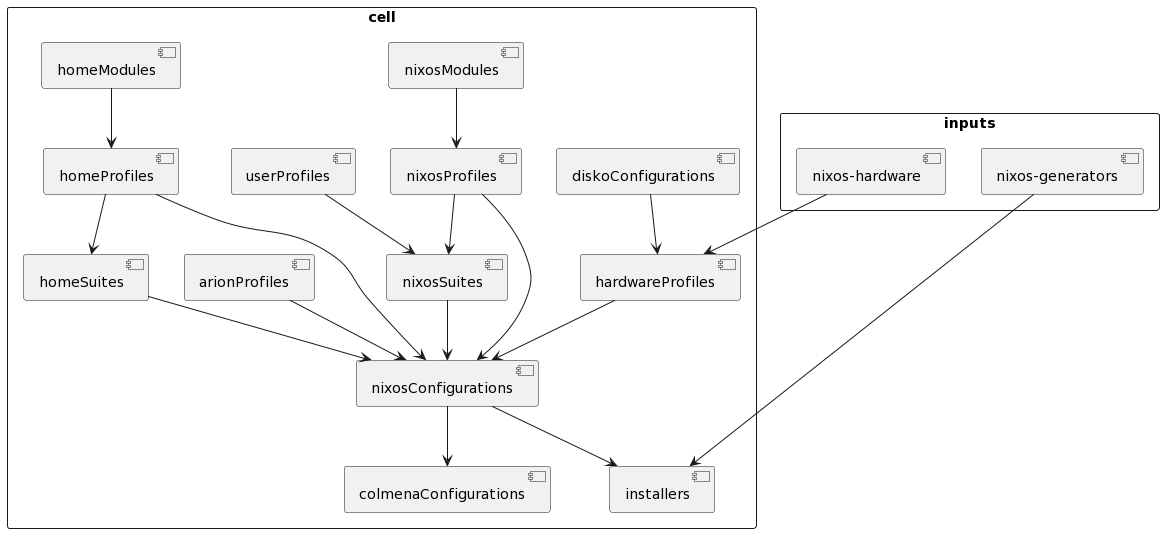 cell
homeModules
nixosModules
inputs
homeProfiles
userProfiles
nixosProfiles
diskoConfigurations
nixos-hardware
nixos-generators
homeSuites
arionProfiles
nixosSuites
hardwareProfiles
nixosConfigurations
colmenaConfigurations
installers